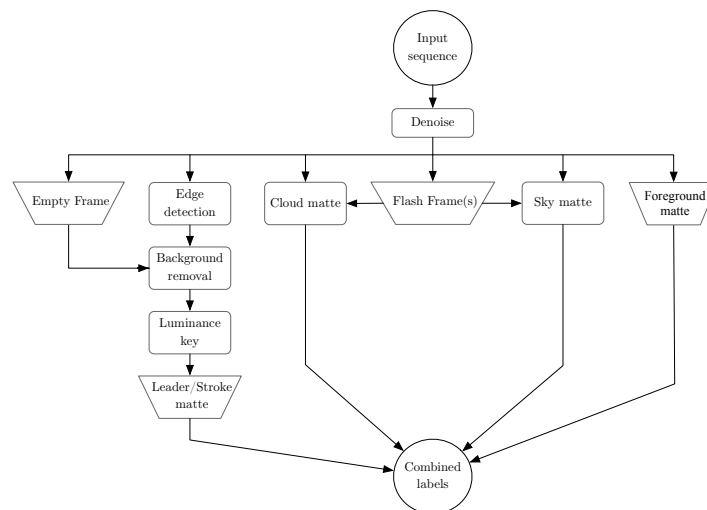 Input
sequence
Denoise
Empty Frame
Edge
detection
Cloud matte
Flash Frame(s)
Sky matte
Foreground
matte
Background
removal
Luminance
key
Leader/Stroke
matte
Combined
labels